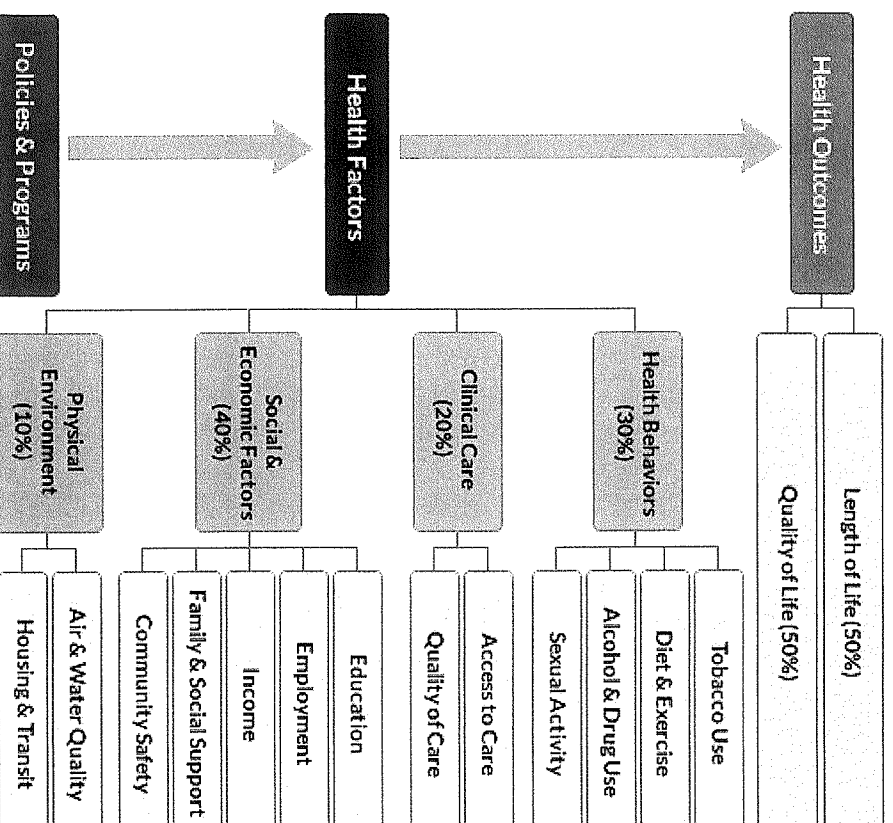 Health Outcomes
Length of Life (50%)
Quality of Life (50%)
Health Factors
Health Behaviors
(30%)
Tobacco Use
Diet & Exercise
Alcohol & Drug Use
Sexual Activity
Clinical Care
(20%)
Access to Care
Quality of Care
Social &
Economic Factors
(40%)
Education
Employment
Income
Family & Social Support
Community Safety
Physical
Environment
(10%)
Air & Water Quality
Housing & Transit
Policies & Programs